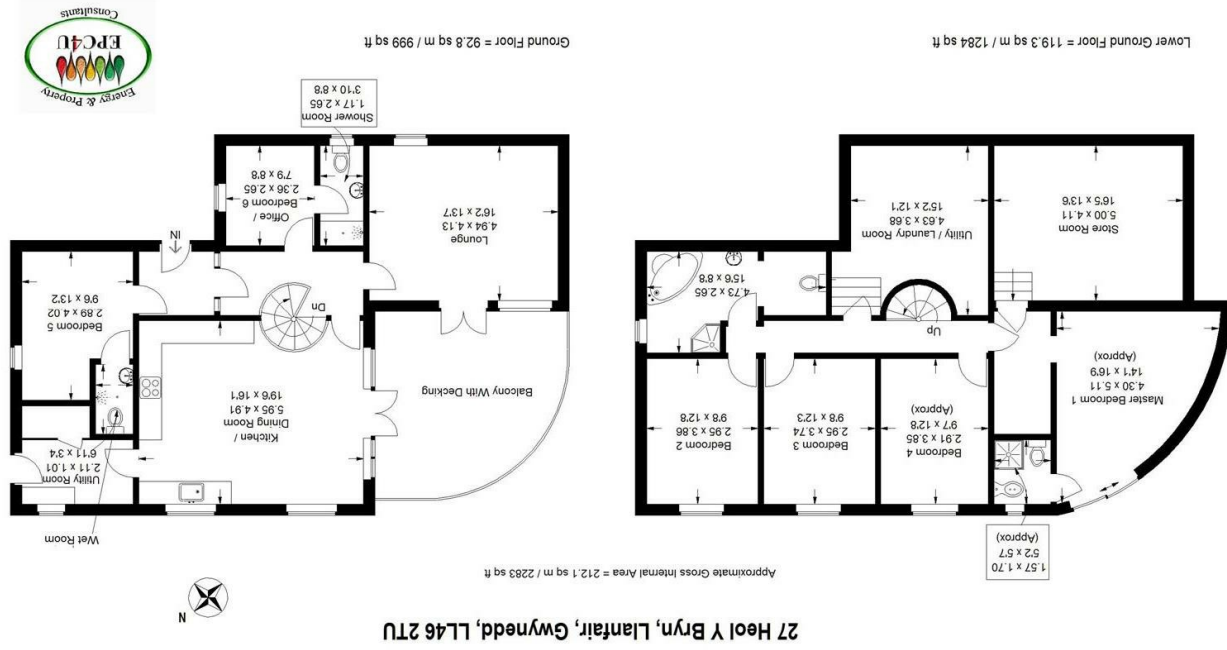 27 Heol Y Bryn, Llanfair, Gwynedd, LL46 2TU
N
Approximate Gross Internal Area = 212.1 sq m / 2283 sq ft
1.57 x 1.70
5'2 x 5'7
(Approx)
Master Bedroom 1
4.30 x 5.11
14'1 x 16'9
(Approx)
Bedroom 4
2.91 x 3.85
9'7 x 12'8
(Approx)
Bedroom 3
2.95 x 3.74
9'8 x 12'3
Bedroom 2
2.95 x 3.86
9'8 x 12'8
Up
4.73 x 2.65
15'6 x 8'8
Store Room
5.00 x 4.11
16'5 x 13'6
Utility / Laundry Room
4.63 x 3.68
15'2 x 12'1
Lower Ground Floor = 119.3 sq m / 1284 sq ft
Wet Room
Utility Room
2.11 x 1.01
6'11 x 3'4
Kitchen /
Dining Room
5.95 x 4.91
19'6 x 16'1
Balcony With Decking
Bedroom 5
2.89 x 4.02
9'6 x 13'2
Dn
IN
Lounge
4.94 x 4.13
16'2 x 13'7
Office /
Bedroom 6
2.36 x 2.65
7'9 x 8'8
Shower Room
1.17 x 2.65
3'10 x 8'8
Ground Floor = 92.8 sq m / 999 sq ft
Energy & Property
EPC4U
Consultants